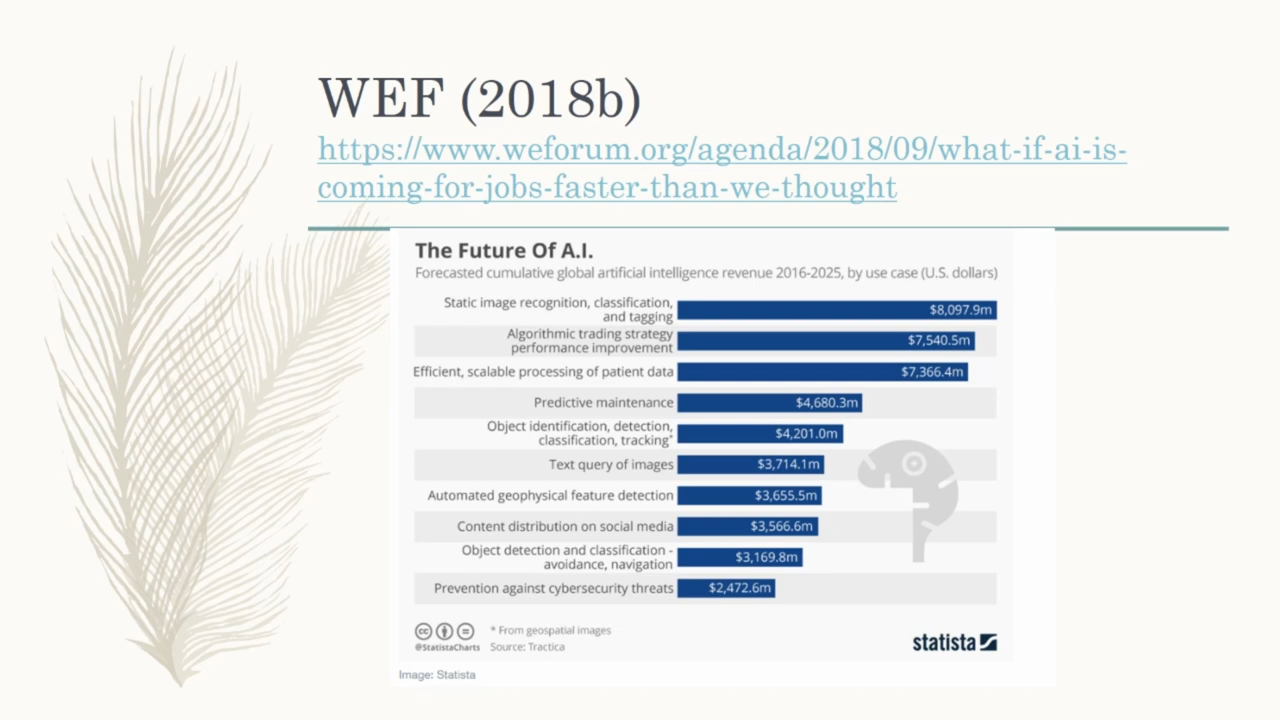 WEF (2018b)
https://www.weforum.org/agenda/2018/09/what-if-ai-is-
coming-for-jobs-faster-than-we-thought
The Future Of A.I.
Forecasted cumulative global artificial intelligence revenue 2016-2025, by use case (U.S. dollars)
Static image recognition, classification,
and tagging
$8,097.9m
Algorithmic trading strategy
performance improvement
$7,540.5m
Efficient, scalable processing of patient data
$7,366.4m
Predictive maintenance
$4,680.3m
Object identification, detection,
classification, tracking*
$4,201.0m
Text query of images
$3,714.1m
Automated geophysical feature detection
$3,655.5m
Content distribution on social media
$3,566.6m
Object detection and classification -
avoidance, navigation
$3,169.8m
Prevention against cybersecurity threats
$2,472.6m
cc
@StatistaCharts
* From geospatial images
Source: Tractica
statista
Image: Statista